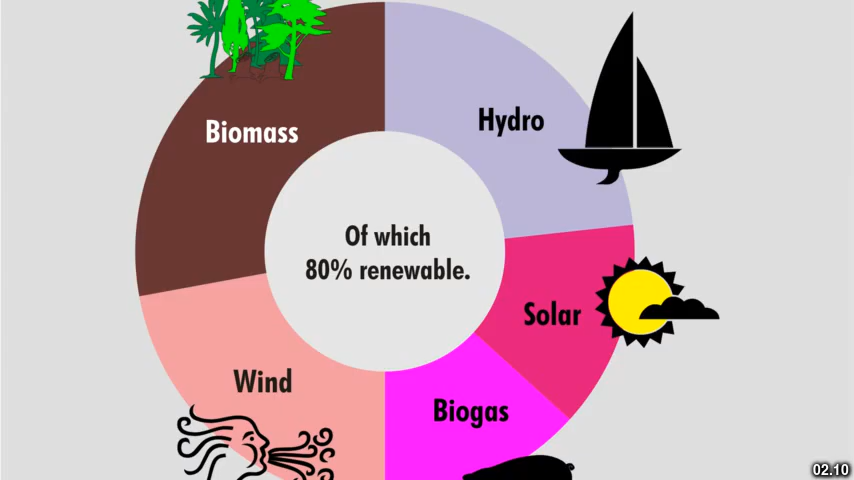 Hydro
Biomass
Of which
80% renewable.
Solar
Wind
Biogas
02.10